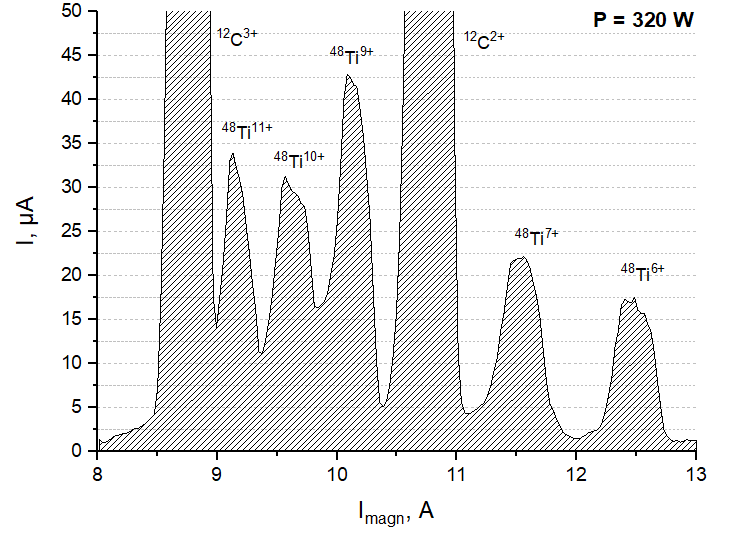 P = 320 W
50
45
40
35
30
25
20
15
10
5
0
I, µA
¹²C³⁺
⁴⁸Ti¹¹⁺
⁴⁸Ti¹⁰⁺
⁴⁸Ti⁹⁺
¹²C²⁺
⁴⁸Ti⁷⁺
⁴⁸Ti⁶⁺
8 9 10 11 12 13
Iₘₐgₙ, A